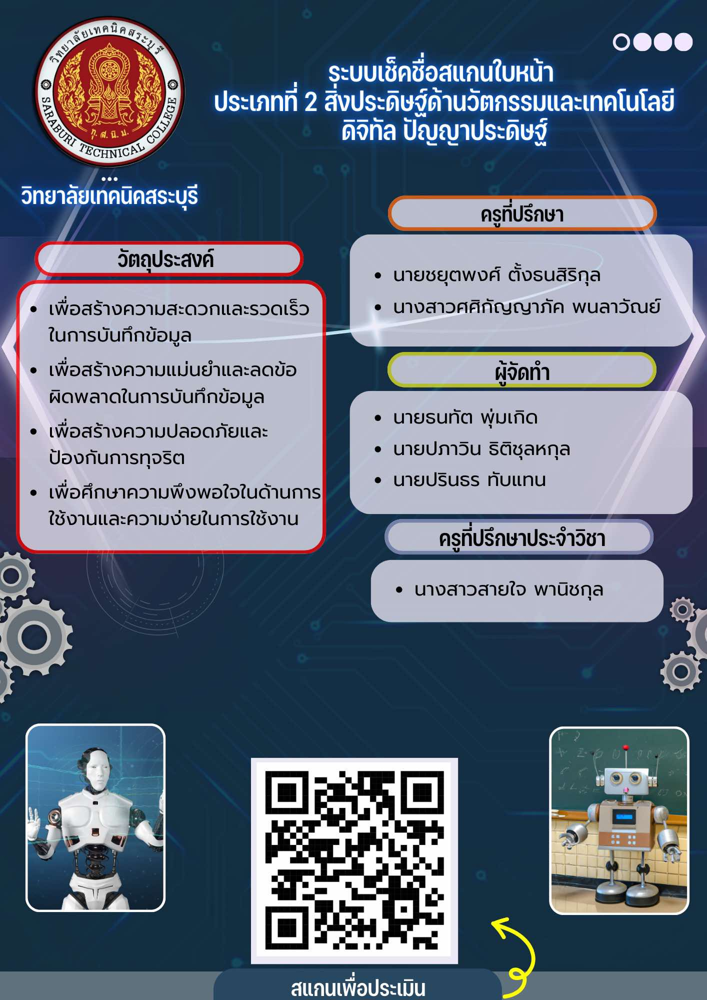 วิทยาลัยเทคนิคสระบุรี
ก. ส. นิ. ม.
SARABURI TECHNICAL COLLEGE
ระบบเช็คชื่อสแกนใบหน้า
ประเภทที่ 2 สิ่งประดิษฐ์ด้านวัตกรรมและเทคโนโลยี
ดิจิทัล ปัญญาประดิษฐ์
วิทยาลัยเทคนิคสระบุรี
วัตถุประสงค์
เพื่อสร้างความสะดวกและรวดเร็ว
ในการบันทึกข้อมูล
เพื่อสร้างความแม่นยำและลดข้อ
ผิดพลาดในการบันทึกข้อมูล
เพื่อสร้างความปลอดภัยและ
ป้องกันการทุจริต
เพื่อศึกษาความพึงพอใจในด้านการ
ใช้งานและความง่ายในการใช้งาน
ครูที่ปรึกษา
นายชยุตพงศ์ ตั้งธนสิริกุล
นางสาวศศิกัญญาภัค พนลาวัณย์
ผู้จัดทำ
นายธนทัต พุ่มเกิด
นายปภาวิน ธิติชุลหกุล
นายปรินธร ทับแทน
ครูที่ปรึกษาประจำวิชา
นางสาวสายใจ พานิชกุล
สแกนเพื่อประเมิน